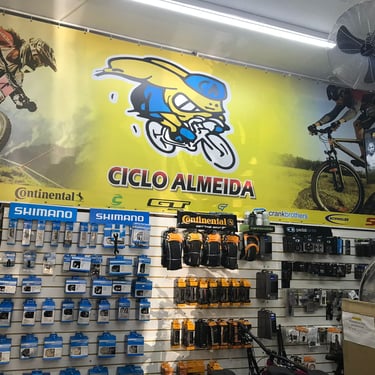 CICLO ALMEIDA
Continental
GT
crankbrothers
SHIMANO
SHIMANO
Continental